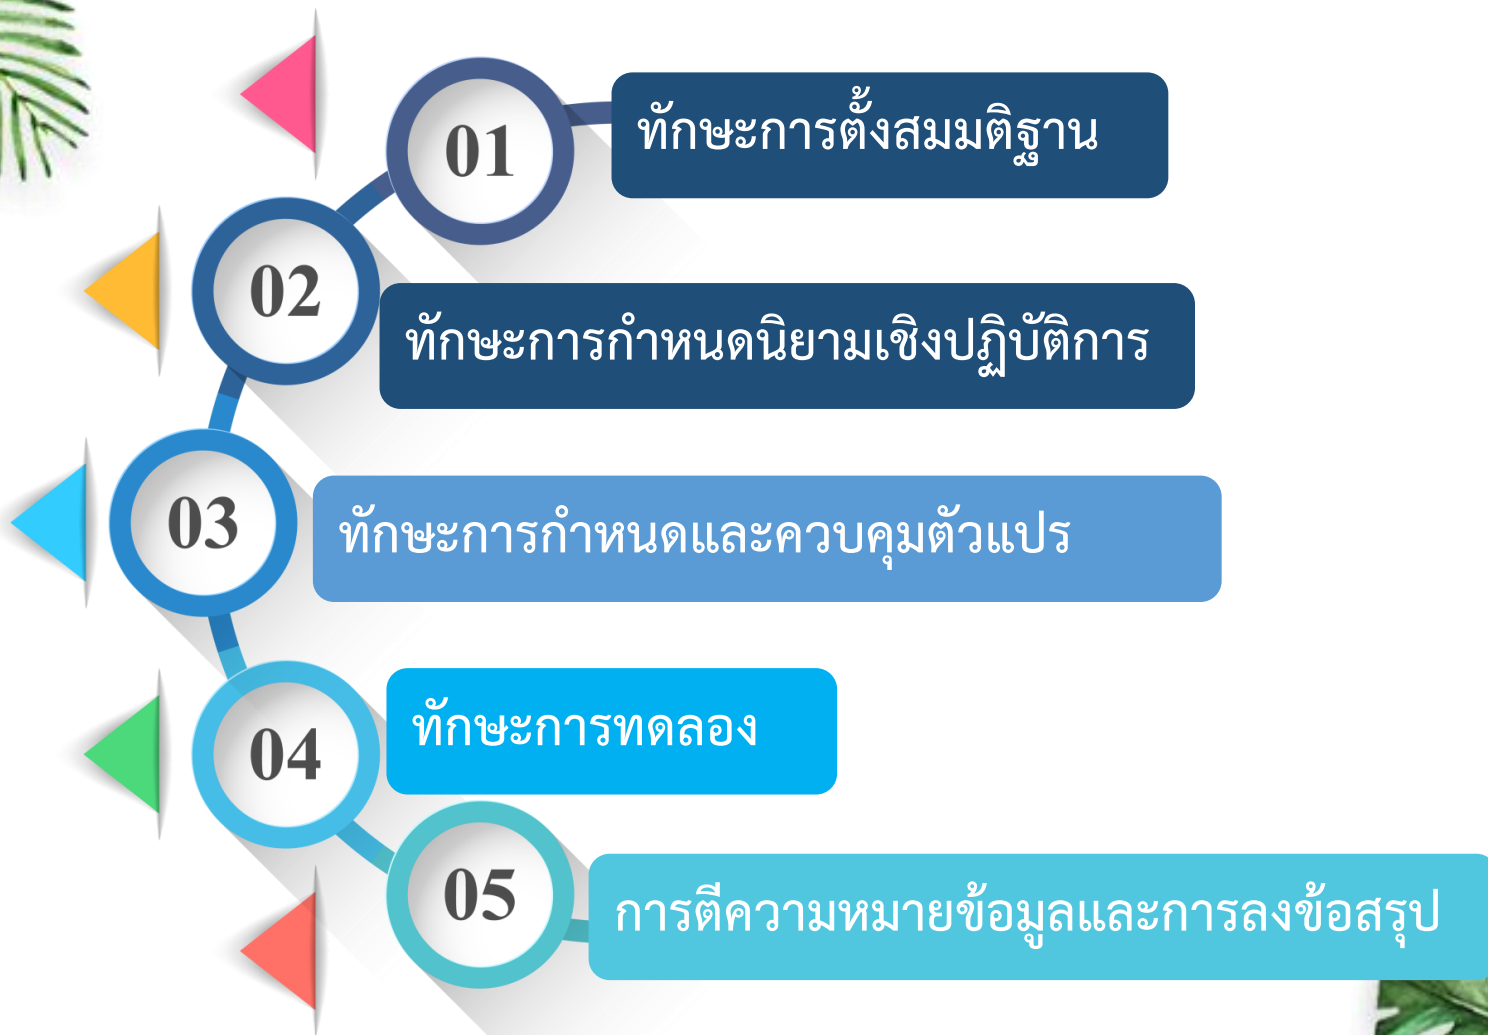 01
ทักษะการตั้งสมมติฐาน
02
ทักษะการกำหนดนิยามเชิงปฏิบัติการ
03
ทักษะการกำหนดและควบคุมตัวแปร
04
ทักษะการทดลอง
05
การตีความหมายข้อมูลและการลงข้อสรุป